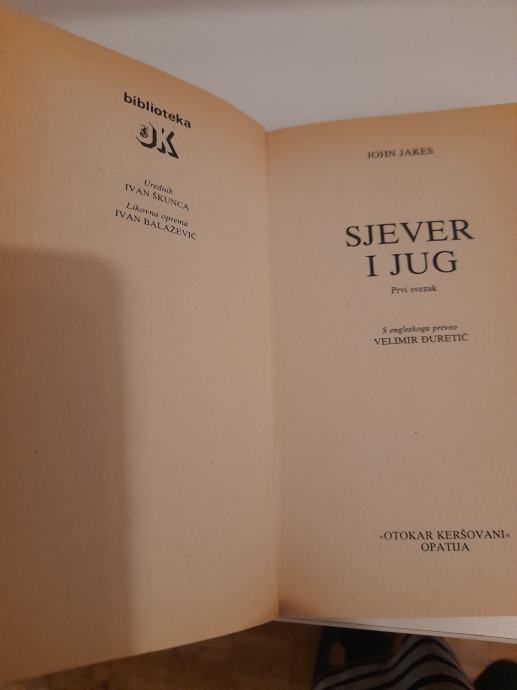 biblioteka
OK
Urednik
IVAN ŠKUNCA
Likovna oprema
IVAN BALAŽEVIĆ
JOHN JAKES
SJEVER
I JUG
Prvi svezak
S engleskoga preveo
VELIMIR ĐURETIĆ
»OTOKAR KERŠOVANI«
OPATIJA